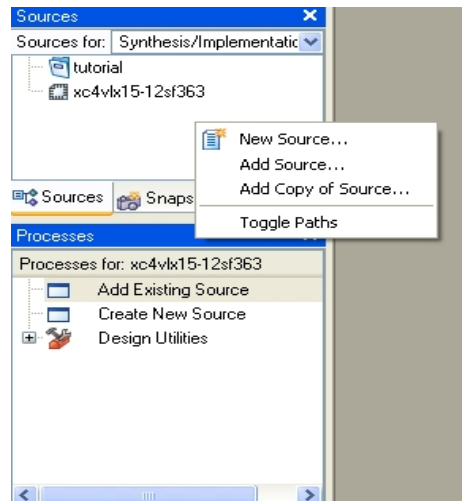 Sources
Sources for: Synthesis/Implementatic
tutorial
xc4vlx15-12sf363
New Source...
Add Source...
Add Copy of Source...
Toggle Paths
Sources Snaps
Processes
Processes for: xc4vlx15-12sf363
Add Existing Source
Create New Source
Design Utilities